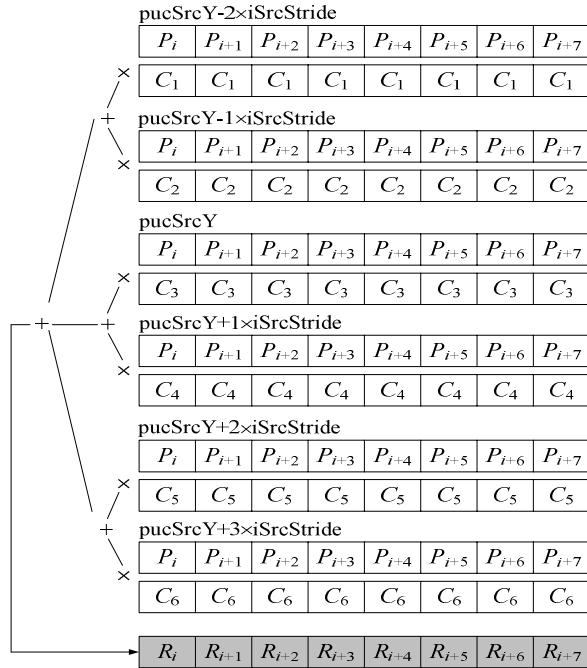 pucSrcY-2×iSrcStride
P_i P_{i+1} P_{i+2} P_{i+3} P_{i+4} P_{i+5} P_{i+6} P_{i+7}
×
C_1 C_1 C_1 C_1 C_1 C_1 C_1 C_1
+
pucSrcY-1×iSrcStride
P_i P_{i+1} P_{i+2} P_{i+3} P_{i+4} P_{i+5} P_{i+6} P_{i+7}
×
C_2 C_2 C_2 C_2 C_2 C_2 C_2 C_2
pucSrcY
P_i P_{i+1} P_{i+2} P_{i+3} P_{i+4} P_{i+5} P_{i+6} P_{i+7}
×
C_3 C_3 C_3 C_3 C_3 C_3 C_3 C_3
+ +
pucSrcY+1×iSrcStride
P_i P_{i+1} P_{i+2} P_{i+3} P_{i+4} P_{i+5} P_{i+6} P_{i+7}
×
C_4 C_4 C_4 C_4 C_4 C_4 C_4 C_4
pucSrcY+2×iSrcStride
P_i P_{i+1} P_{i+2} P_{i+3} P_{i+4} P_{i+5} P_{i+6} P_{i+7}
×
C_5 C_5 C_5 C_5 C_5 C_5 C_5 C_5
+
pucSrcY+3×iSrcStride
P_i P_{i+1} P_{i+2} P_{i+3} P_{i+4} P_{i+5} P_{i+6} P_{i+7}
×
C_6 C_6 C_6 C_6 C_6 C_6 C_6 C_6
R_i R_{i+1} R_{i+2} R_{i+3} R_{i+4} R_{i+5} R_{i+6} R_{i+7}